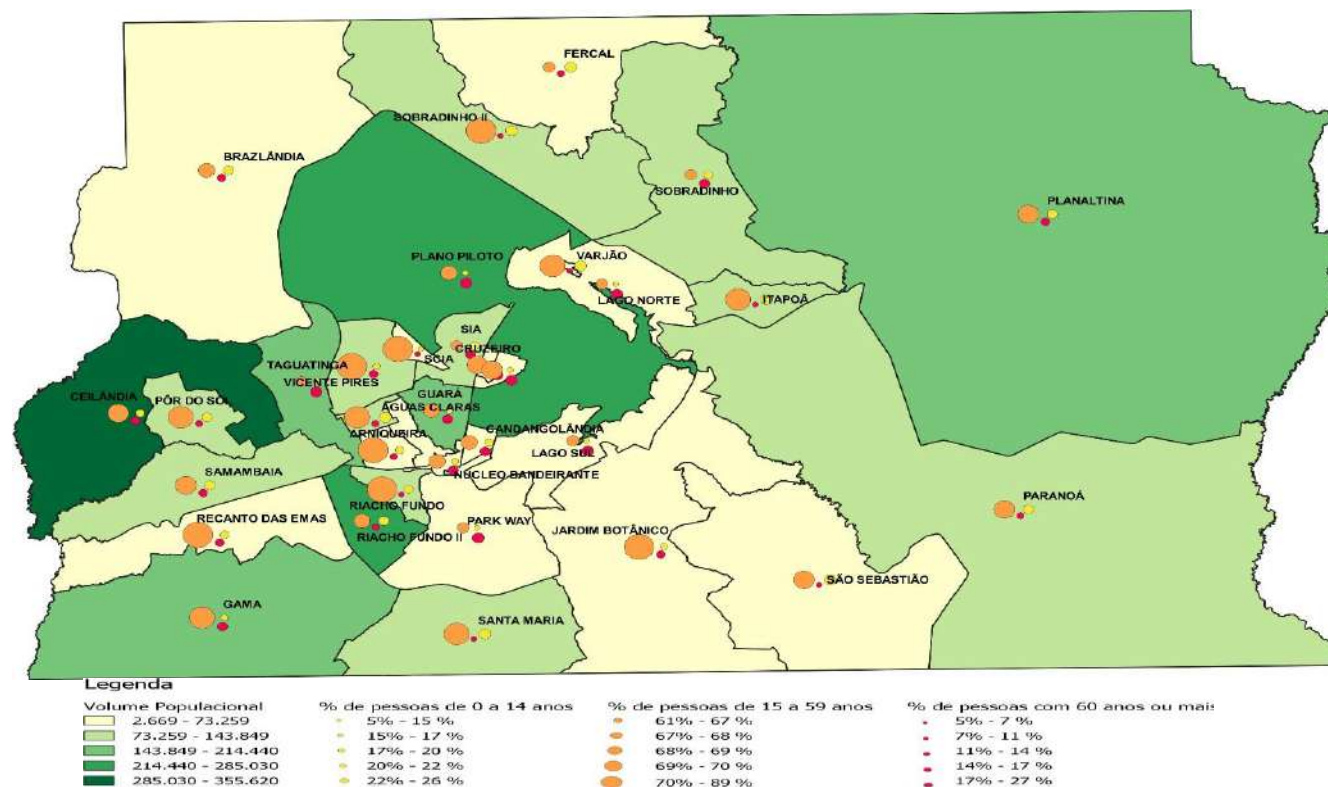 FERCAL
SOBRADINHO II
BRAZLÂNDIA
SOBRADINHO
PLANALTINA
PLANO PILOTO
VARJÃO
LAGO NORTE
ITAPOÃ
SIA
CRUZEIRO
SCIA
TAGUATINGA
VICENTE PIRES
CEILÂNDIA
PÔR DO SOL
GUARÁ
ÁGUAS CLARAS
ARNIQUEIRA
CANDANGOLÂNDIA
LAGO SUL
NÚCLEO BANDEIRANTE
SAMAMBAIA
RIACHO FUNDO
RECANTO DAS EMAS
RIACHO FUNDO II
PARK WAY
JARDIM BOTÂNICO
PARANOÁ
SÃO SEBASTIÃO
GAMA
SANTA MARIA
Legenda
Volume Populacional
2.669 - 73.259
73.259 - 143.849
143.849 - 214.440
214.440 - 285.030
285.030 - 355.620
% de pessoas de 0 a 14 anos
5% - 15 %
15% - 17 %
17% - 20 %
20% - 22 %
22% - 26 %
% de pessoas de 15 a 59 anos
61% - 67 %
67% - 68 %
68% - 69 %
69% - 70 %
70% - 89 %
% de pessoas com 60 anos ou mais
5% - 7 %
7% - 11 %
11% - 14 %
14% - 17 %
17% - 27 %